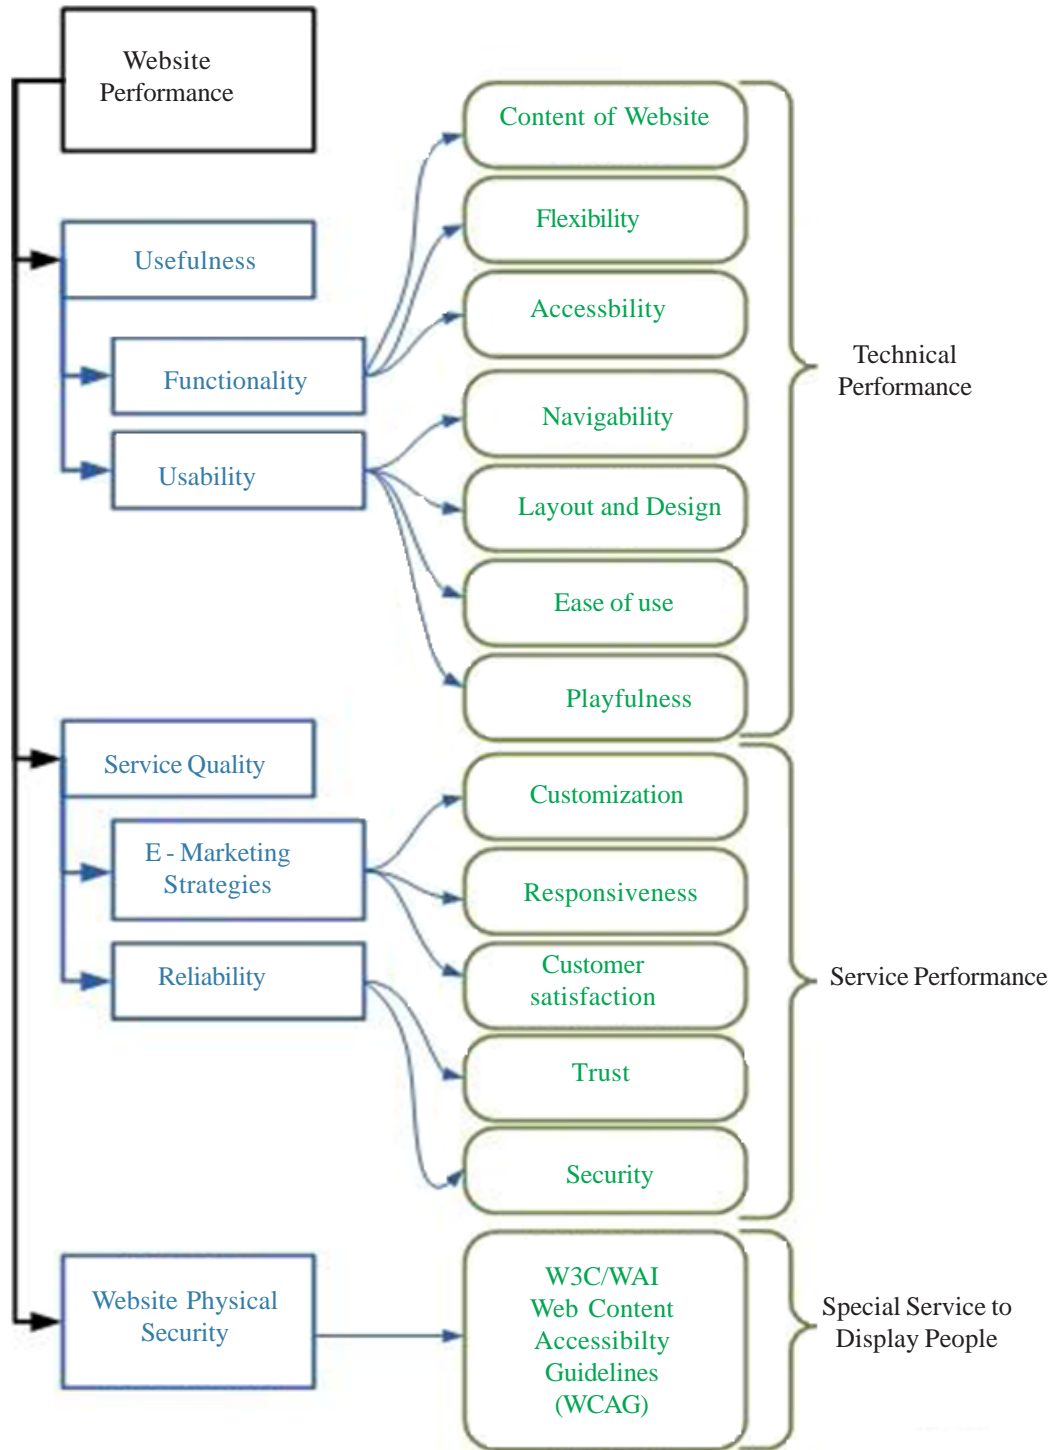 Website
Performance
Content of Website
Flexibility
Usefulness
Accessbility
Functionality
Technical
Performance
Navigability
Usability
Layout and Design
Ease of use
Playfulness
Service Quality
Customization
E - Marketing
Strategies
Responsiveness
Reliability
Customer
satisfaction
Service Performance
Trust
Security
Website Physical
Security
W3C/WAI
Web Content
Accessibilty
Guidelines
(WCAG)
Special Service to
Display People